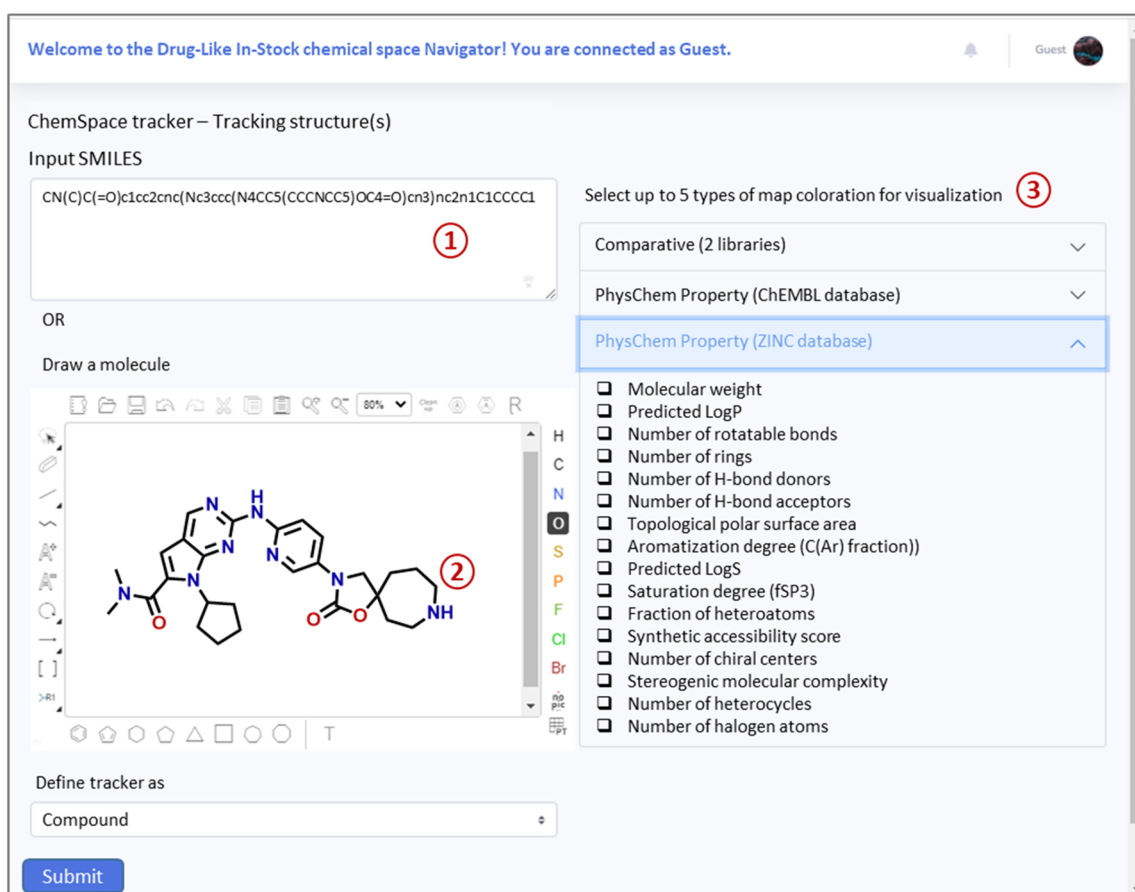 Welcome to the Drug-Like In-Stock chemical space Navigator! You are connected as Guest.
Guest
ChemSpace tracker – Tracking structure(s)
Input SMILES
CN(C)C(=O)c1cc2cnc(Nc3ccc(N4CC5(CCCNCC5)OC4=O)cn3)nc2n1C1CCCC1
①
OR
Draw a molecule
80%
Clean up
R
H
C
N
O
S
P
F
Cl
Br
no pic
PT
A+
A-
[ ]
>R1
T
N
H
N
N
N
N
N
O
N
O
O
NH
②
Define tracker as
Compound
Submit
Select up to 5 types of map coloration for visualization ③
Comparative (2 libraries)
PhysChem Property (ChEMBL database)
PhysChem Property (ZINC database)
Molecular weight
Predicted LogP
Number of rotatable bonds
Number of rings
Number of H-bond donors
Number of H-bond acceptors
Topological polar surface area
Aromatization degree (C(Ar) fraction))
Predicted LogS
Saturation degree (fSP3)
Fraction of heteroatoms
Synthetic accessibility score
Number of chiral centers
Stereogenic molecular complexity
Number of heterocycles
Number of halogen atoms